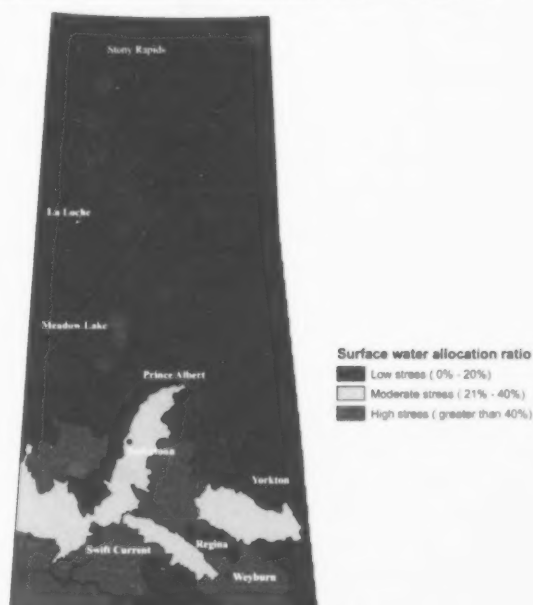 Stony Rapids
La Loche
Meadow Lake
Prince Albert
Saskatoon
Yorkton
Swift Current
Regina
Weyburn
Surface water allocation ratio
Low stress ( 0% - 20%)
Moderate stress ( 21% - 40%)
High stress ( greater than 40%)